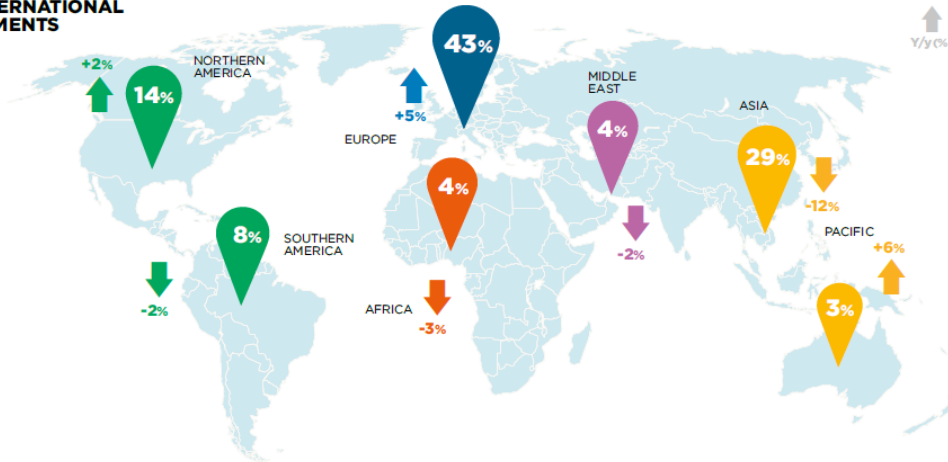 ERNATIONAL
MENTS
Y/y(%)
43%
+2%
NORTHERN
AMERICA
14%
+5%
EUROPE
MIDDLE
EAST
4%
ASIA
29%
-12%
4%
8%
SOUTHERN
AMERICA
-2%
-2%
PACIFIC
+6%
AFRICA
-3%
3%